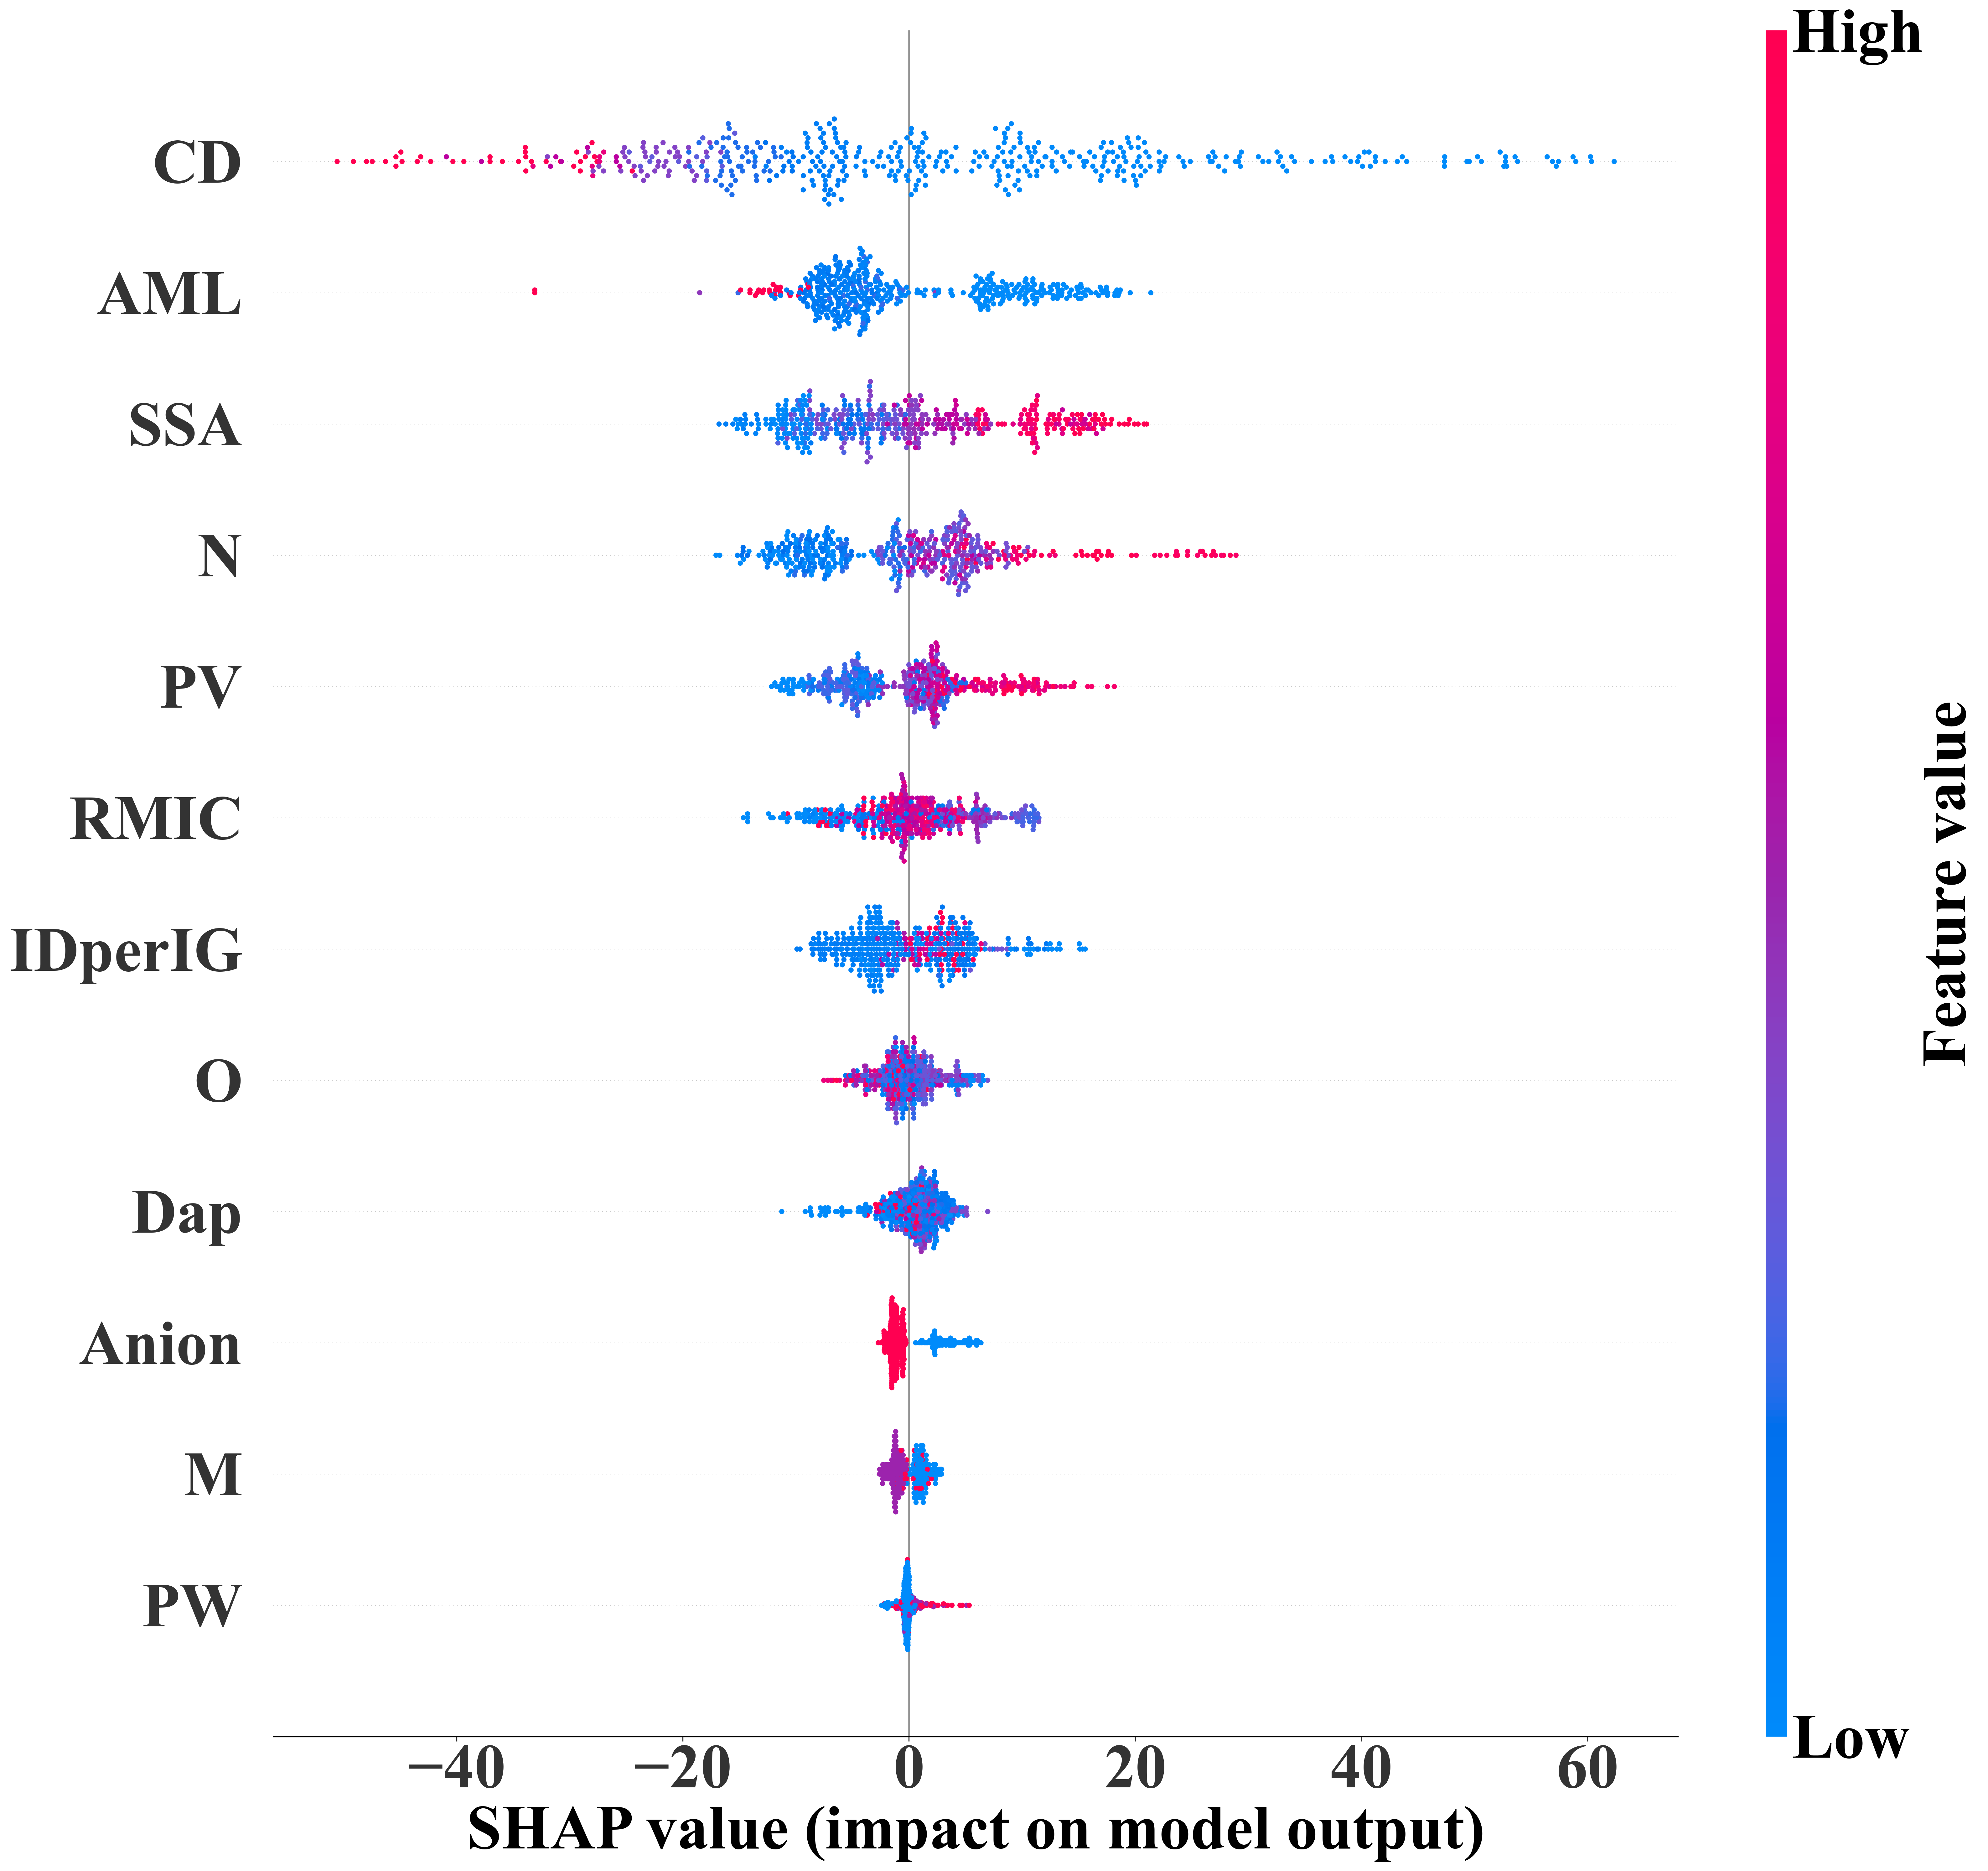 High
CD
AML
SSA
N
PV
RMIC
IDperIG
O
Dap
Anion
M
PW
Feature value
Low
−40 −20 0 20 40 60
SHAP value (impact on model output)